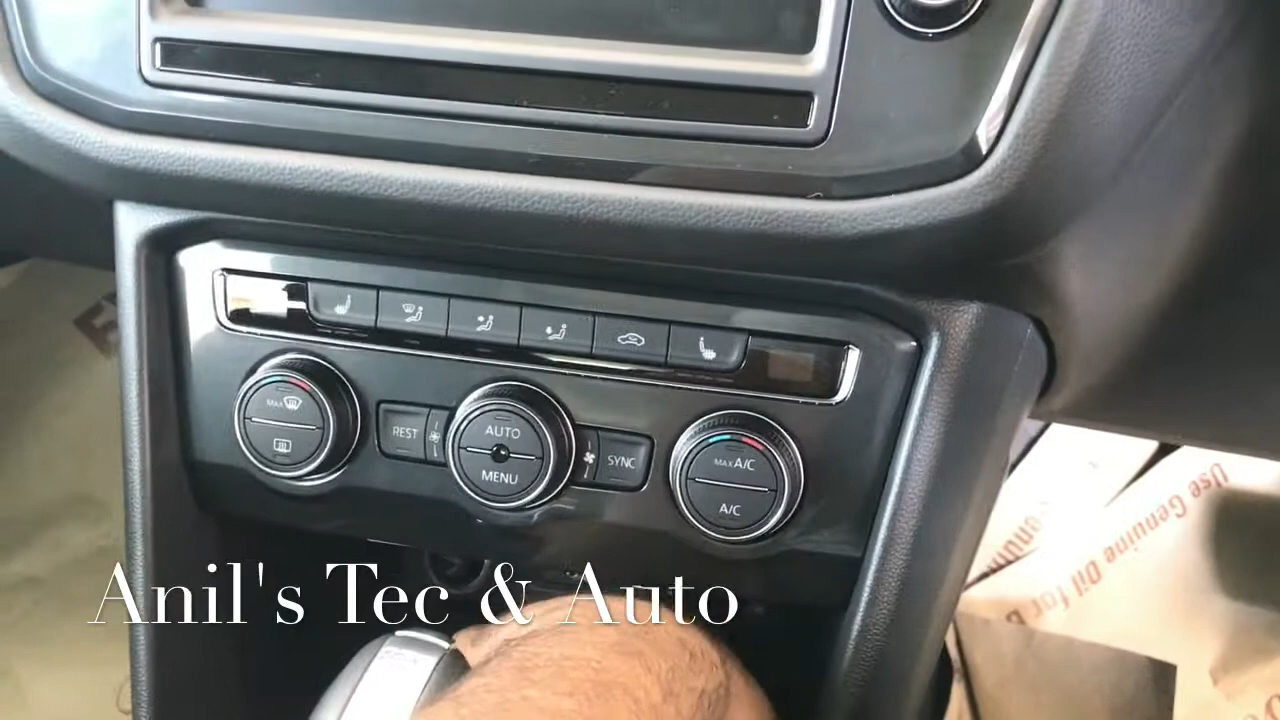 MAX
REST
AUTO
MENU
SYNC
MAX A/C
A/C
Anil's Tec & Auto
Use Genuine Oil for